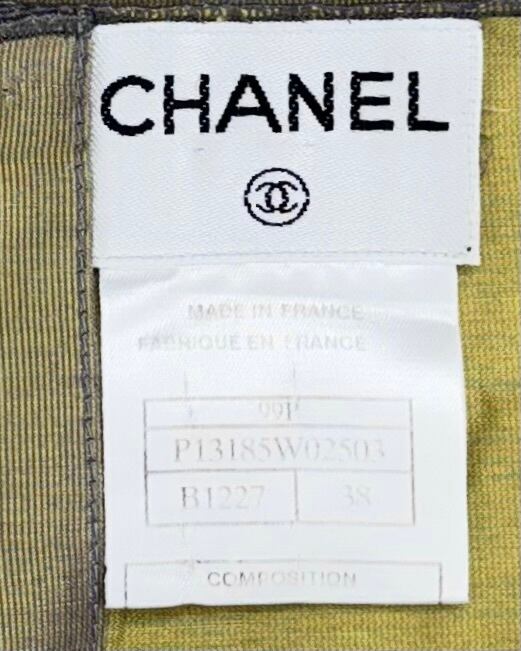 CHANEL
MADE IN FRANCE
FABRIQUE EN FRANCE
99P
P13185W02503
B1227 38
COMPOSITION